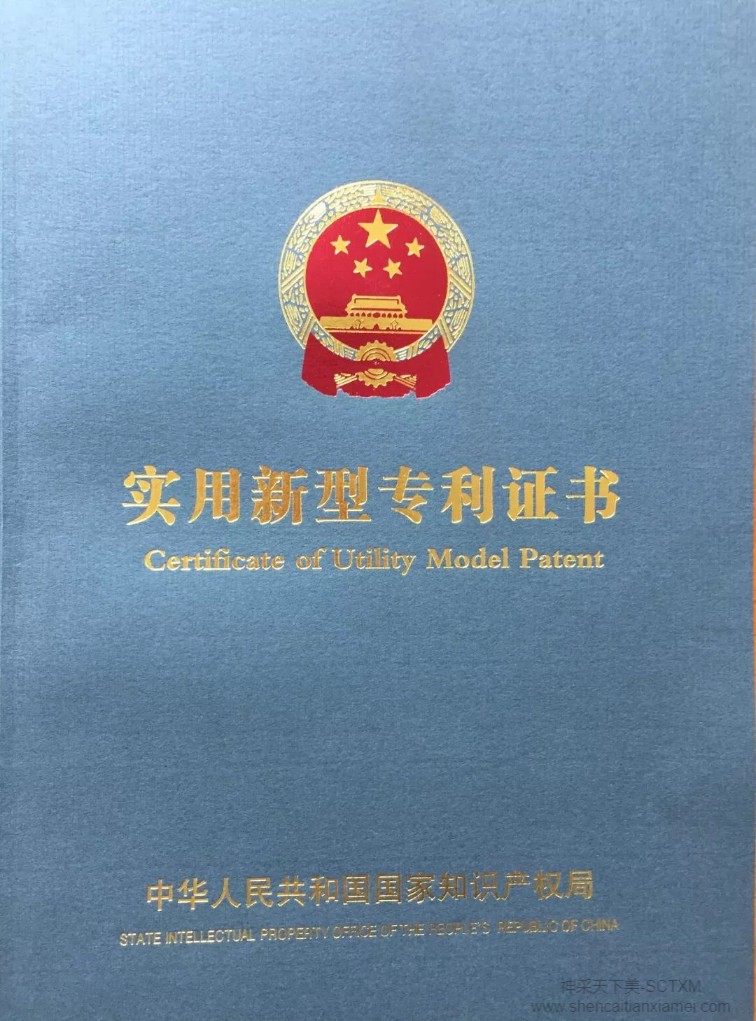 实用新型专利证书
Certificate of Utility Model Patent
中华人民共和国国家知识产权局
STATE INTELLECTUAL PROPERTY OFFICE OF THE PEOPLE'S REPUBLIC OF CHINA
神采天下美-SCTXM
www.shencaitianxiamei.com